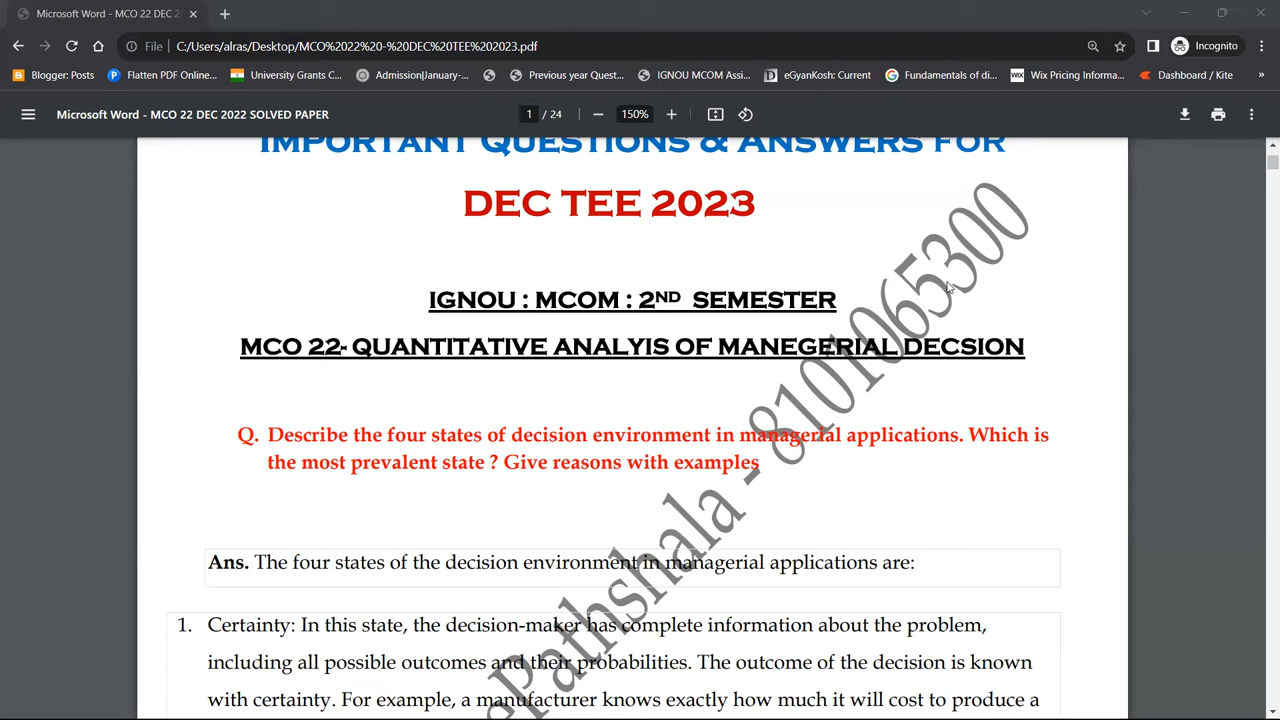 Microsoft Word - MCO 22 DEC 2
File C:/Users/alras/Desktop/MCO%2022%20-%20DEC%20TEE%202023.pdf Incognito
Blogger: Posts Flatten PDF Online... University Grants C... Admission|January-... Previous year Quest... IGNOU MCOM Assi... eGyanKosh: Current Fundamentals of di... Wix Pricing Informa... Dashboard / Kite »
Microsoft Word - MCO 22 DEC 2022 SOLVED PAPER 1 / 24 150%
IMPORTANT QUESTIONS & ANSWERS FOR
DEC TEE 2023
IGNOU : MCOM : 2ND SEMESTER
MCO 22- QUANTITATIVE ANALYIS OF MANEGERIAL DECSION
Q. Describe the four states of decision environment in managerial applications. Which is
the most prevalent state ? Give reasons with examples
Ans. The four states of the decision environment in managerial applications are:
1. Certainty: In this state, the decision-maker has complete information about the problem,
including all possible outcomes and their probabilities. The outcome of the decision is known
with certainty. For example, a manufacturer knows exactly how much it will cost to produce a
ePathshala - 8101065300